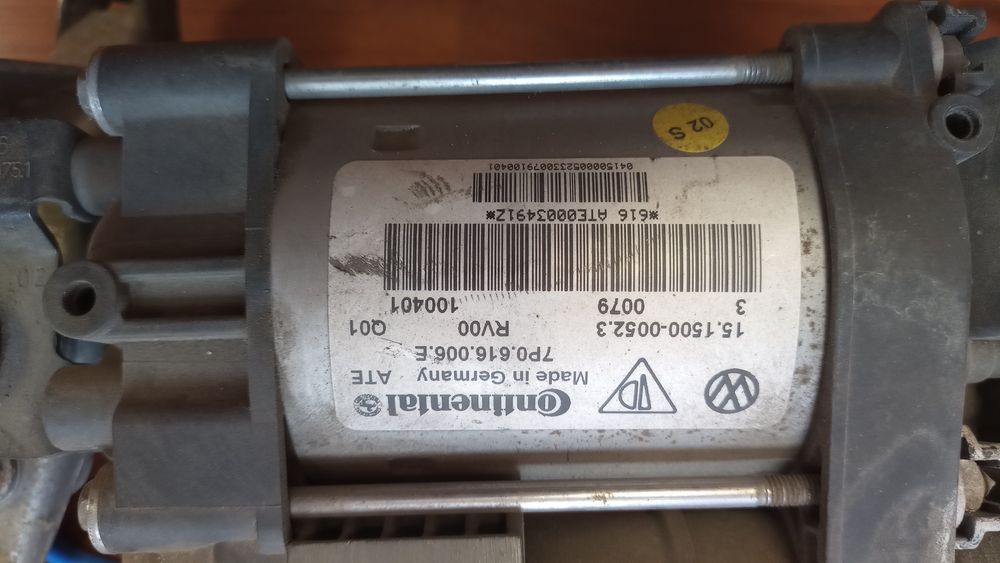 Continental
Made in Germany ATE
7P0.616.006.E
15.1500-0052.3 RV00 Q01
3 0079 100401
*616 ATE00034912*
0415000052330079100401
02 S